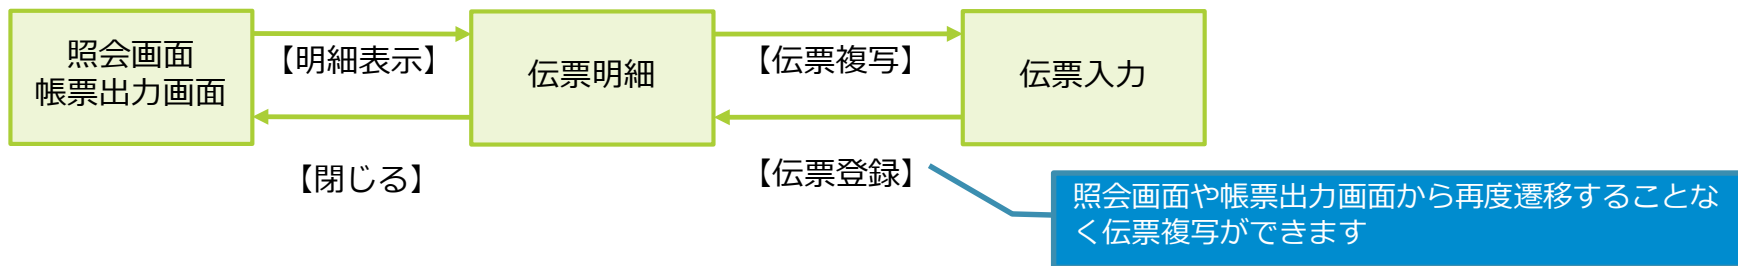 照会画面
帳票出力画面
【明細表示】
伝票明細
【伝票複写】
伝票入力
【閉じる】
【伝票登録】
照会画面や帳票出力画面から再度遷移することな
く伝票複写ができます